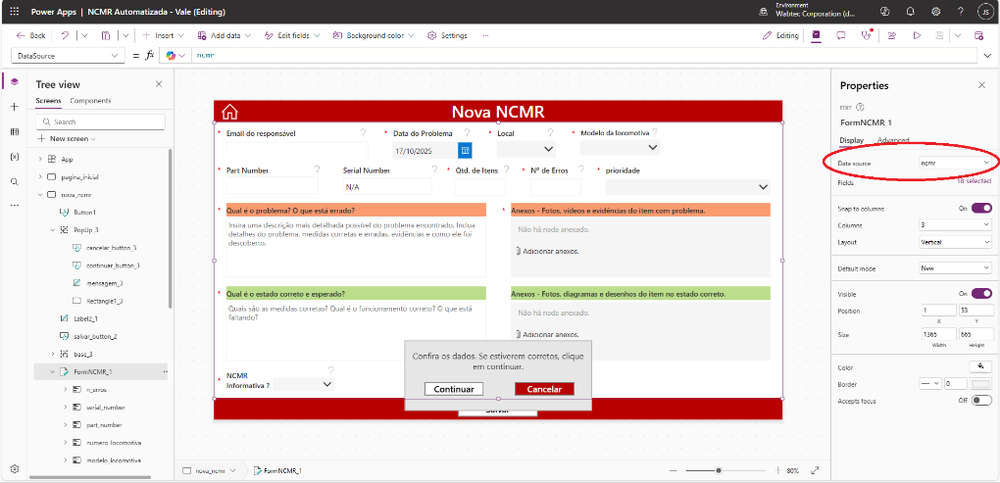 Power Apps | NCMR Automatizada - Vale (Editing)
Environment
Wabtec Corporation (d...
JS
Back
Insert
Add data
Edit fields
Background color
Settings
Editing
DataSource
= fx
ncmr
Tree view
Screens Components
Search
New screen
App
pagina_inicial
nova_ncmr
Button1
PopUp_3
cancelar_button_3
continuar_button_3
mensagem_3
Rectangle1_3
Label2_1
salvar_button_2
base_3
FormNCMR_1
n_erros
serial_number
part_number
numero_locomotiva
modelo_locomotiva
Nova NCMR
* Email do responsável ?
* Data do Problema ?
* Local ?
* Modelo da locomotiva ?
17/10/2025
* Part Number ?
Serial Number ?
* Qtd. de Itens ?
* Nº de Erros ?
* prioridade
N/A
* Qual é o problema? O que está errado?
* Anexos - Fotos, vídeos e evidências do item com problema.
Insira uma descrição mais detalhada possível do problema encontrado. Inclua
detalhes do problema, medidas corretas e erradas, evidências e como ele foi
descoberto.
Não há nada anexado.
Adicionar anexos.
* Qual é o estado correto e esperado?
Anexos - Fotos, diagramas e desenhos do item no estado correto.
Quais são as medidas corretas? Qual é o funcionamento correto? O que está
faltando?
Não há nada anexado.
Adicionar anexos.
Confira os dados. Se estiverem corretos, clique
em continuar.
Continuar
Cancelar
* NCMR
Informativa ?
?
Salvar
nova_ncmr
FormNCMR_1
80%
Properties
EDIT ?
FormNCMR_1
Display Advanced
Data source ncmr
Fields 18 selected
Snap to columns On
Columns 3
Layout Vertical
Default mode New
Visible On
Position 1 53
X Y
Size 1365 665
Width Height
Color
Border 0
Accepts focus Off